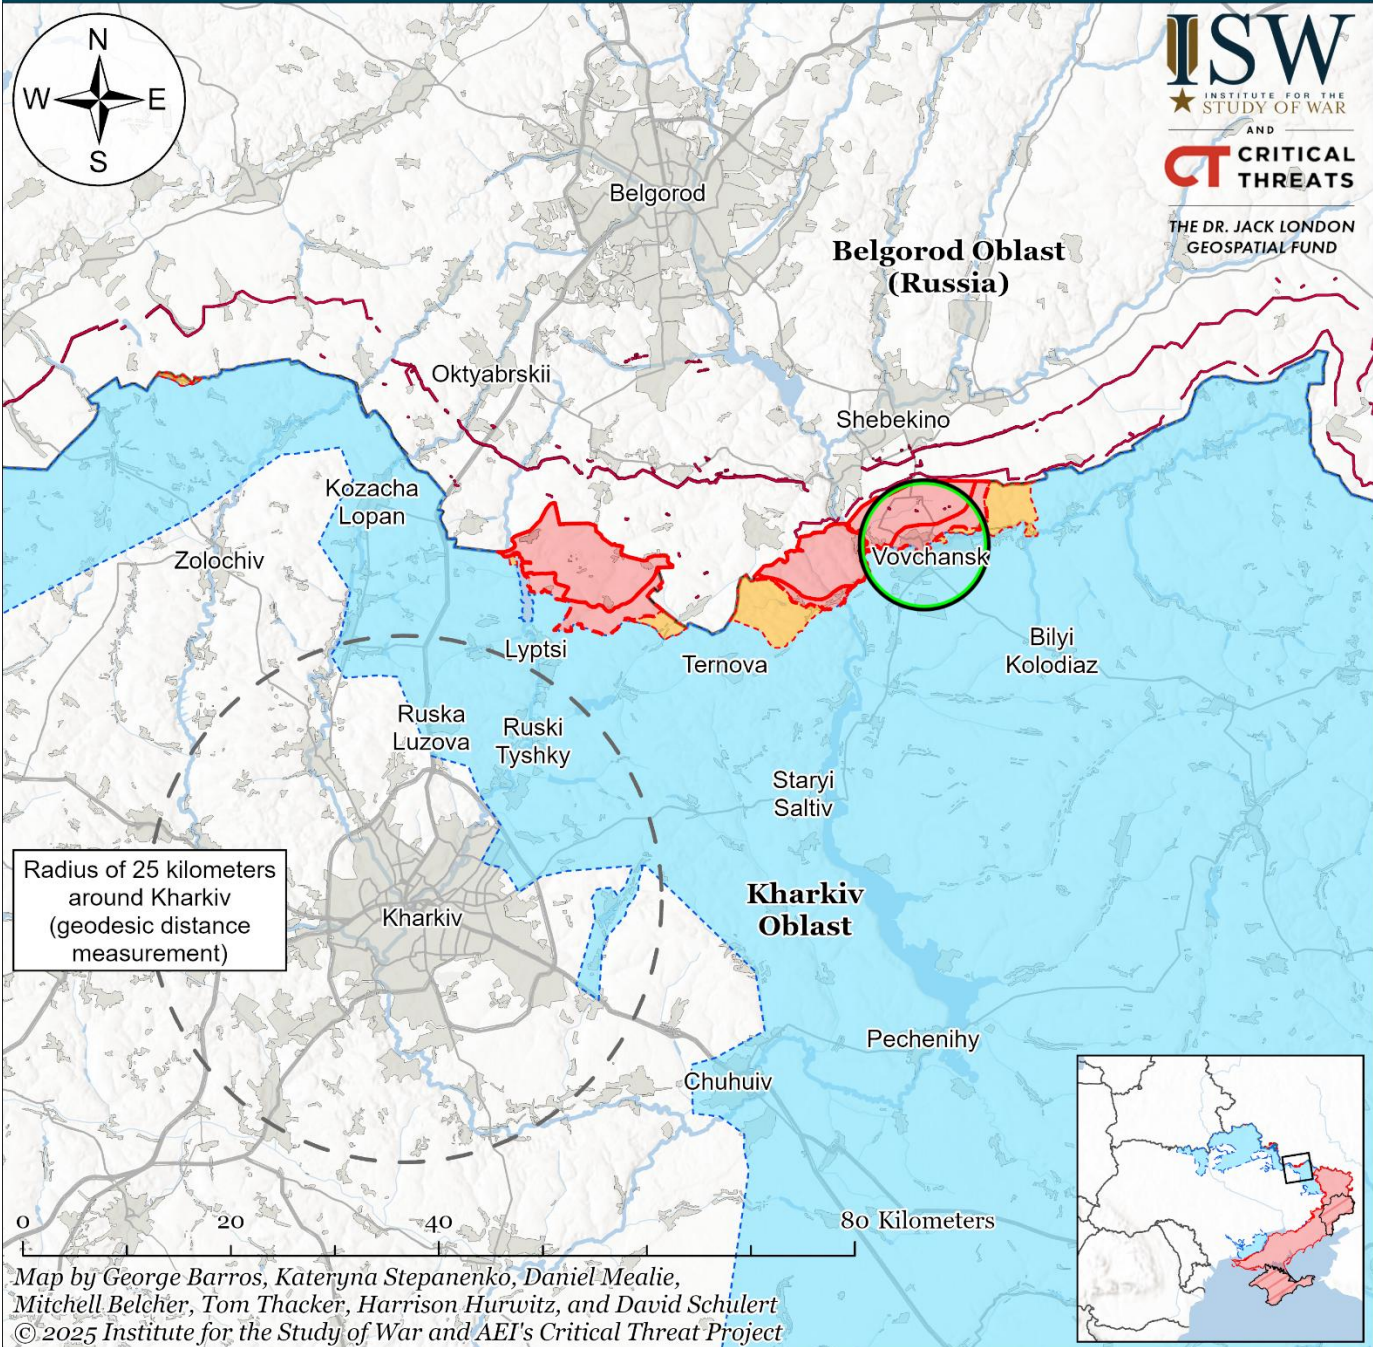 N
W
E
S
ISW
INSTITUTE FOR THE
STUDY OF WAR
AND
CT CRITICAL
THREATS
THE DR. JACK LONDON
GEOSPATIAL FUND
Belgorod
Belgorod Oblast
(Russia)
Oktyabrskii
Shebekino
Kozacha
Lopan
Zolochiv
Vovchansk
Lyptsi
Ternova
Bilyi
Kolodiaz
Ruska
Luzova
Ruski
Tyshky
Staryi
Saltiv
Radius of 25 kilometers
around Kharkiv
(geodesic distance
measurement)
Kharkiv
Kharkiv
Oblast
Pechenihy
Chuhuiv
0 20 40 80 Kilometers
Map by George Barros, Kateryna Stepanenko, Daniel Mealie,
Mitchell Belcher, Tom Thacker, Harrison Hurwitz, and David Schulert
© 2025 Institute for the Study of War and AEI's Critical Threat Project